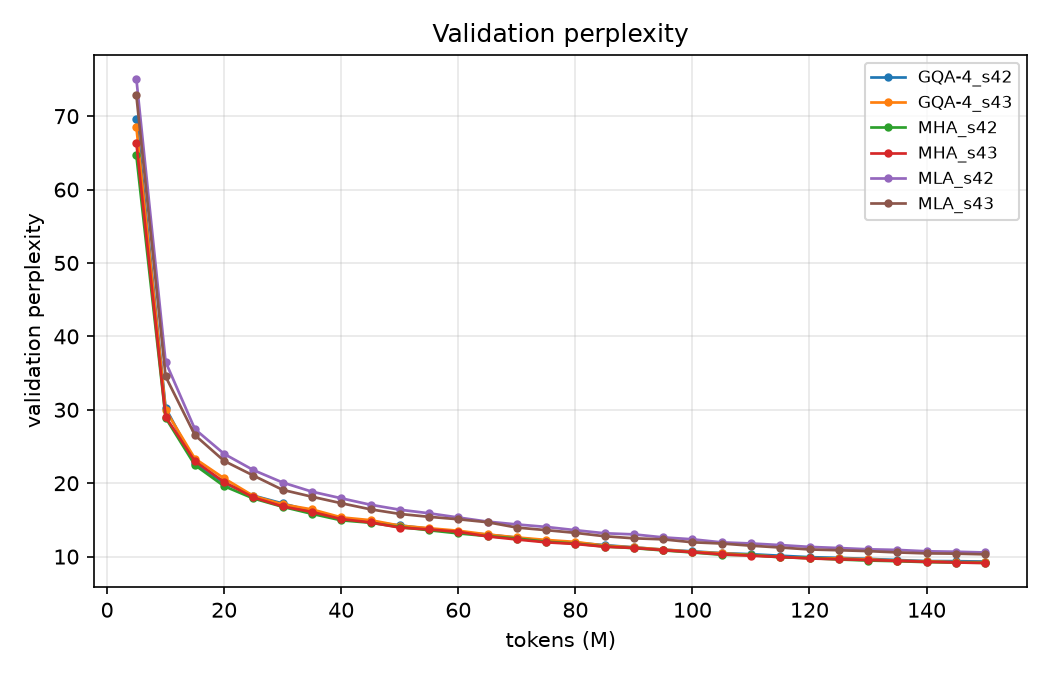 Validation perplexity
validation perplexity
70
60
50
40
30
20
10
0
20
40
60
80
100
120
140
tokens (M)
GQA-4_s42
GQA-4_s43
MHA_s42
MHA_s43
MLA_s42
MLA_s43